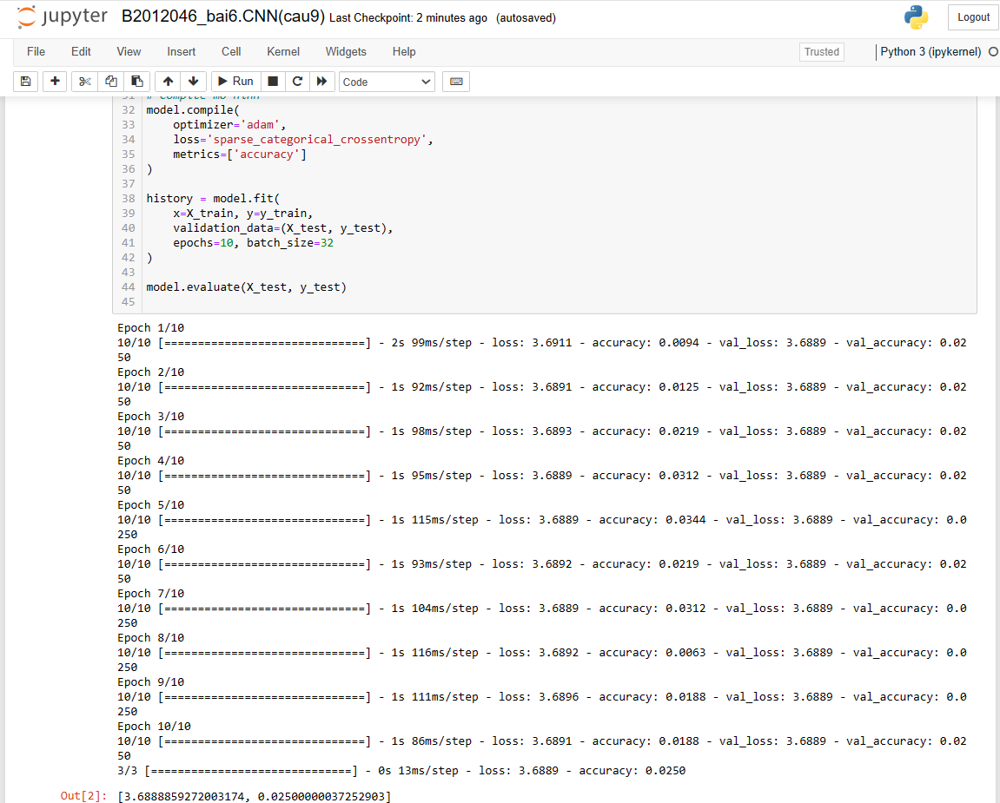 jupyter B2012046_bai6.CNN(cau9) Last Checkpoint: 2 minutes ago (autosaved)
Logout
File Edit View Insert Cell Kernel Widgets Help
Trusted
Python 3 (ipykernel)
Run
Code
32 model.compile(
33     optimizer='adam',
34     loss='sparse_categorical_crossentropy',
35     metrics=['accuracy']
36 )
37
38 history = model.fit(
39     x=X_train, y=y_train,
40     validation_data=(X_test, y_test),
41     epochs=10, batch_size=32
42 )
43
44 model.evaluate(X_test, y_test)
45
Epoch 1/10
10/10 [==============================] - 2s 99ms/step - loss: 3.6911 - accuracy: 0.0094 - val_loss: 3.6889 - val_accuracy: 0.02
50
Epoch 2/10
10/10 [==============================] - 1s 92ms/step - loss: 3.6891 - accuracy: 0.0125 - val_loss: 3.6889 - val_accuracy: 0.02
50
Epoch 3/10
10/10 [==============================] - 1s 98ms/step - loss: 3.6893 - accuracy: 0.0219 - val_loss: 3.6889 - val_accuracy: 0.02
50
Epoch 4/10
10/10 [==============================] - 1s 95ms/step - loss: 3.6889 - accuracy: 0.0312 - val_loss: 3.6889 - val_accuracy: 0.02
50
Epoch 5/10
10/10 [==============================] - 1s 115ms/step - loss: 3.6889 - accuracy: 0.0344 - val_loss: 3.6889 - val_accuracy: 0.0
250
Epoch 6/10
10/10 [==============================] - 1s 93ms/step - loss: 3.6892 - accuracy: 0.0219 - val_loss: 3.6889 - val_accuracy: 0.02
50
Epoch 7/10
10/10 [==============================] - 1s 104ms/step - loss: 3.6889 - accuracy: 0.0312 - val_loss: 3.6889 - val_accuracy: 0.0
250
Epoch 8/10
10/10 [==============================] - 1s 116ms/step - loss: 3.6892 - accuracy: 0.0063 - val_loss: 3.6889 - val_accuracy: 0.0
250
Epoch 9/10
10/10 [==============================] - 1s 111ms/step - loss: 3.6896 - accuracy: 0.0188 - val_loss: 3.6889 - val_accuracy: 0.0
250
Epoch 10/10
10/10 [==============================] - 1s 86ms/step - loss: 3.6891 - accuracy: 0.0188 - val_loss: 3.6889 - val_accuracy: 0.02
50
3/3 [==============================] - 0s 13ms/step - loss: 3.6889 - accuracy: 0.0250
Out[2]: [3.6888859272003174, 0.02500000037252903]